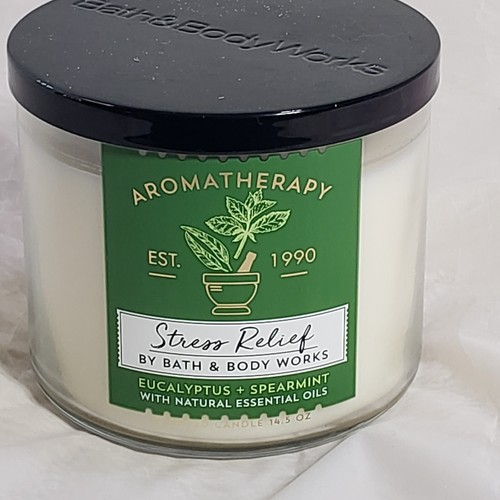 Bath&BodyWorks
AROMATHERAPY
EST. 1990
Stress Relief
BY BATH & BODY WORKS
EUCALYPTUS + SPEARMINT
WITH NATURAL ESSENTIAL OILS
CANDLE 14.5 OZ